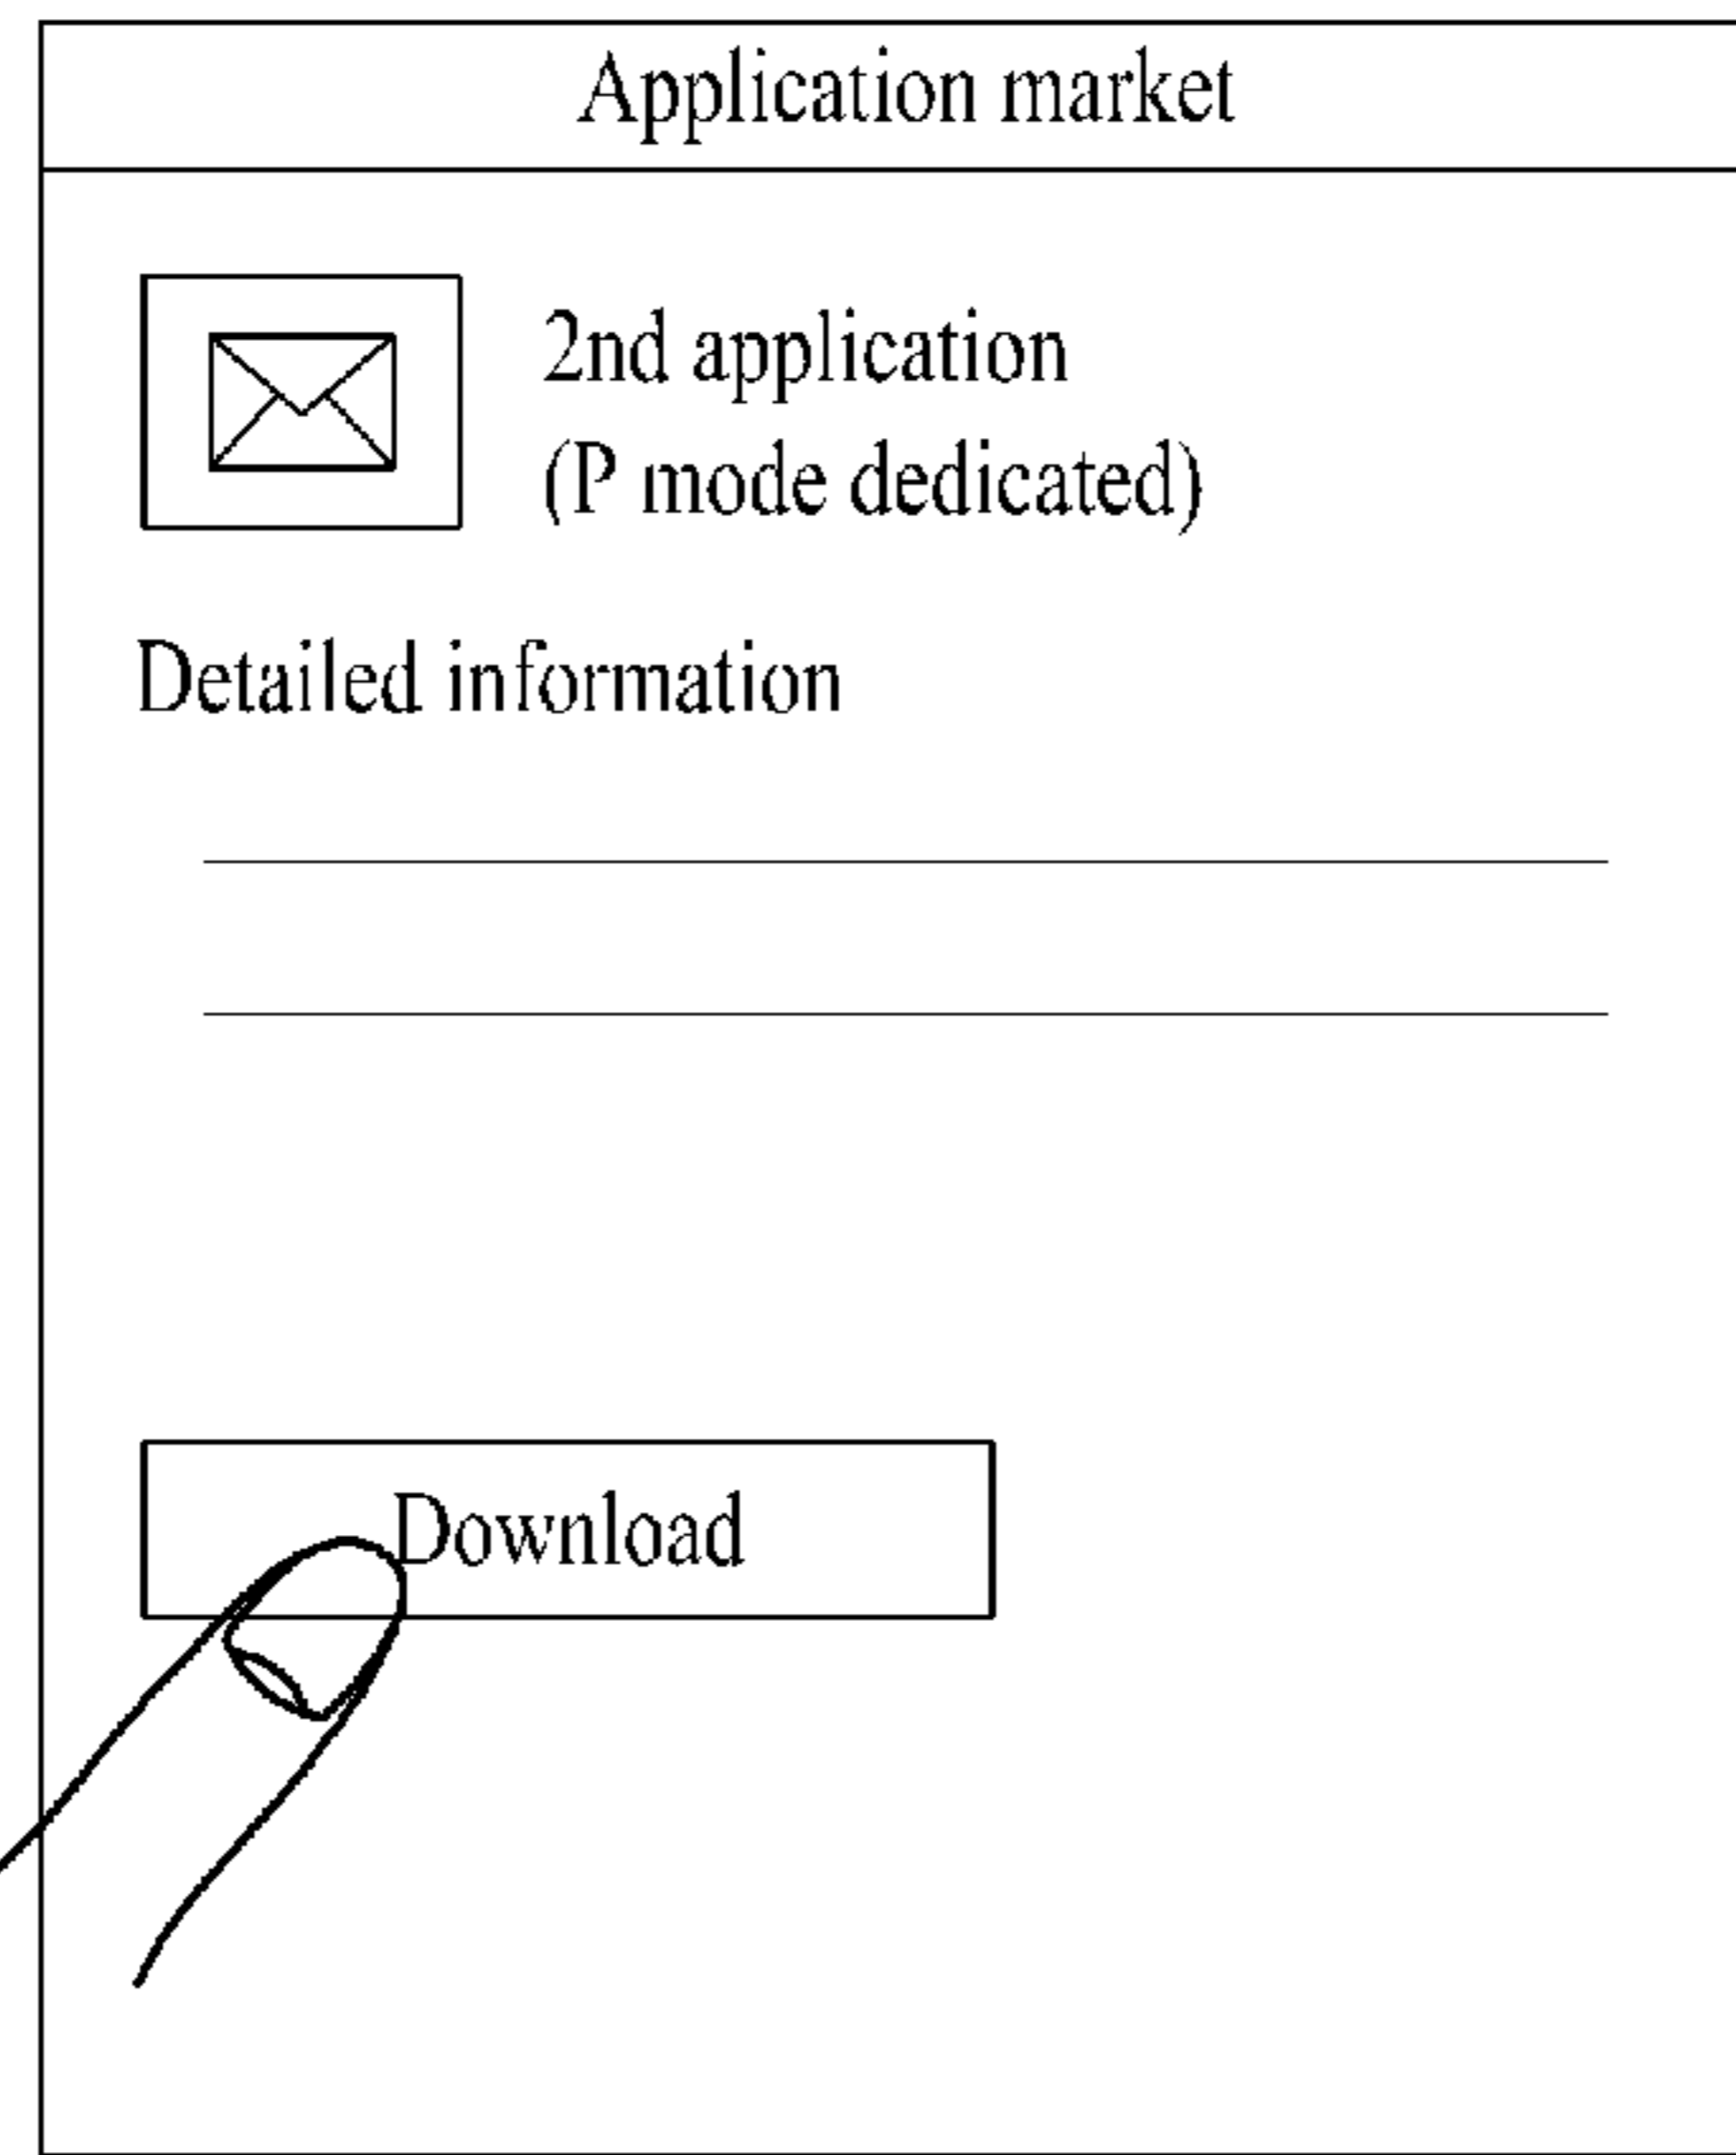 Application market
2nd application
(P mode dedicated)
Detailed information
Download